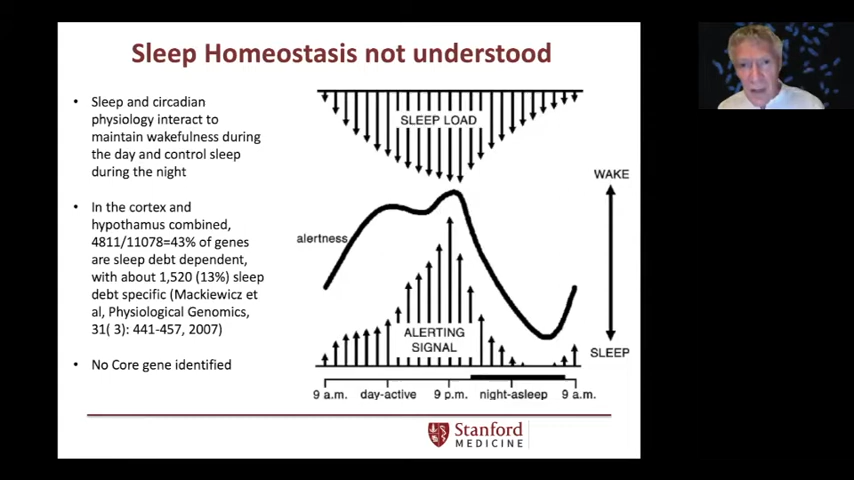 Sleep Homeostasis not understood
• Sleep and circadian
physiology interact to
maintain wakefulness during
the day and control sleep
during the night
• In the cortex and
hypothamus combined,
4811/11078=43% of genes
are sleep debt dependent,
with about 1,520 (13%) sleep
debt specific (Mackiewicz et
al, Physiological Genomics,
31( 3): 441-457, 2007)
• No Core gene identified
SLEEP LOAD
WAKE
alertness
ALERTING
SIGNAL
SLEEP
9 a.m. day-active 9 p.m. night-asleep 9 a.m.
Stanford
MEDICINE